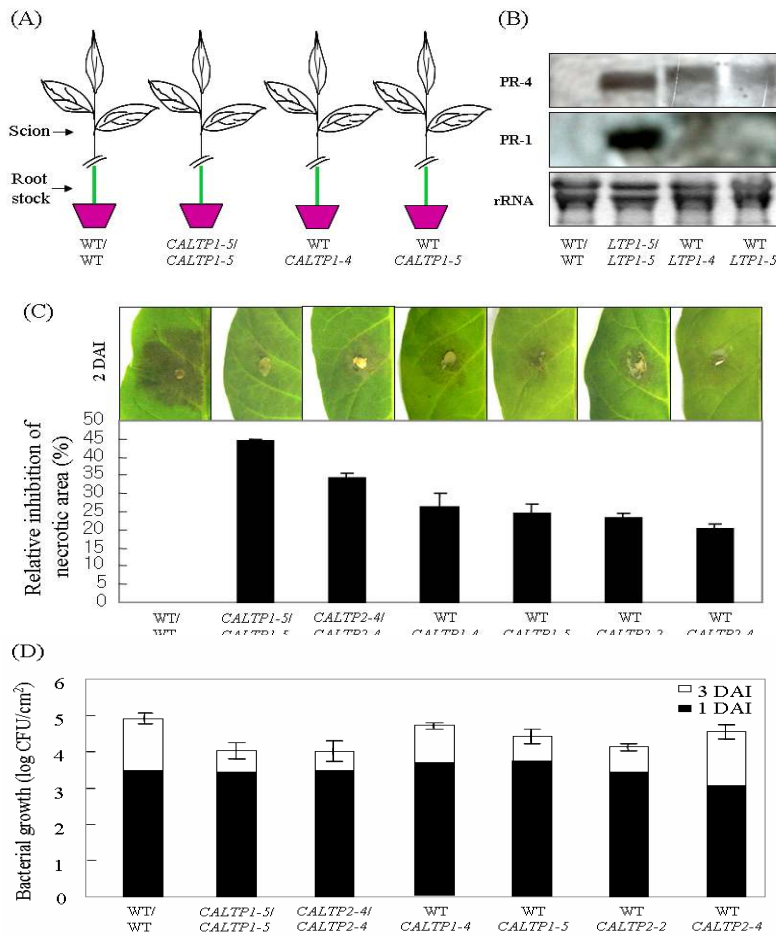 (A)
Scion
Root
stock
WT/ CALTP1-5/ WT WT
WT CALTP1-5 CALTP1-4 CALTP1-5
(B)
PR-4
PR-1
rRNA
WT/ LTP1-5/ WT WT
WT LTP1-5 LTP1-4 LTP1-5
(C)
2 DAI
Relative inhibition of
necrotic area (%)
50
45
40
35
30
25
20
15
10
5
0
WT/ CALTP1-5/ CALTP2-4/ WT WT WT WT
WT CALTP1-5 CALTP2-4 CALTP1-4 CALTP1-5 CALTP2-2 CALTP2-4
(D)
Bacterial growth (log CFU/cm²)
6
5
4
3
2
1
0
3 DAI
1 DAI
WT/ CALTP1-5/ CALTP2-4/ WT WT WT WT
WT CALTP1-5 CALTP2-4 CALTP1-4 CALTP1-5 CALTP2-2 CALTP2-4